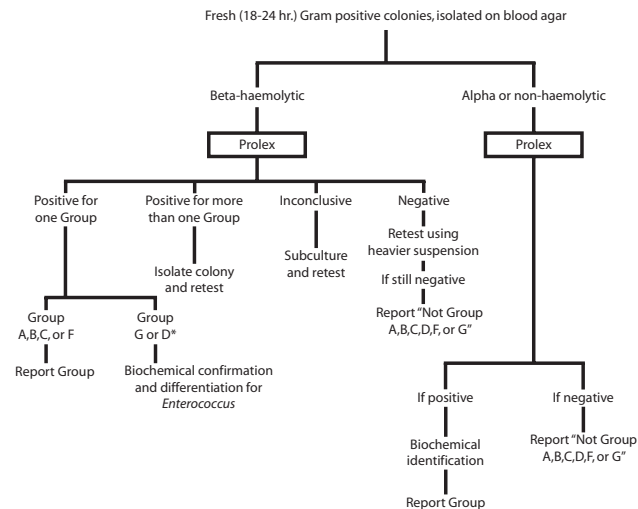 Fresh (18-24 hr.) Gram positive colonies, isolated on blood agar
Beta-haemolytic
Alpha or non-haemolytic
Prolex
Prolex
Positive for
one Group
Positive for more
than one Group
Inconclusive
Negative
Isolate colony
and retest
Subculture
and retest
Retest using
heavier suspension
If still negative
Report “Not Group
A,B,C,D,F, or G”
Group
A,B,C, or F
Group
G or D*
Report Group
Biochemical confirmation
and differentiation for
Enterococcus
If positive
If negative
Biochemical
identification
Report “Not Group
A,B,C,D,F, or G”
Report Group